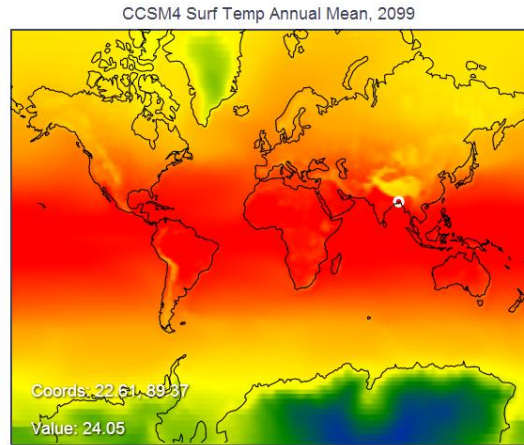 CCSM4 Surf Temp Annual Mean, 2099
Coords: 22.61, 89.37
Value: 24.05